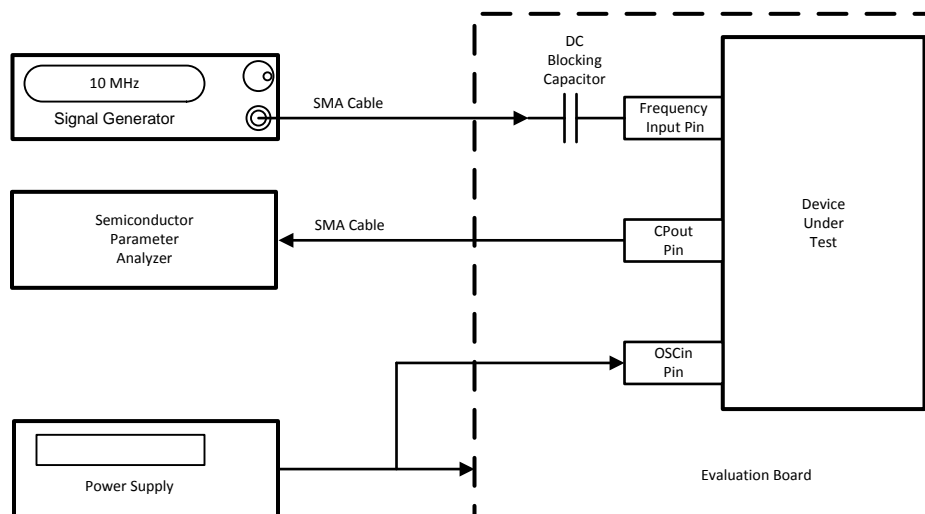 10 MHz
Signal Generator
SMA Cable
DC
Blocking
Capacitor
Frequency
Input Pin
Semiconductor
Parameter
Analyzer
SMA Cable
CPout
Pin
Device
Under
Test
OSCin
Pin
Power Supply
Evaluation Board